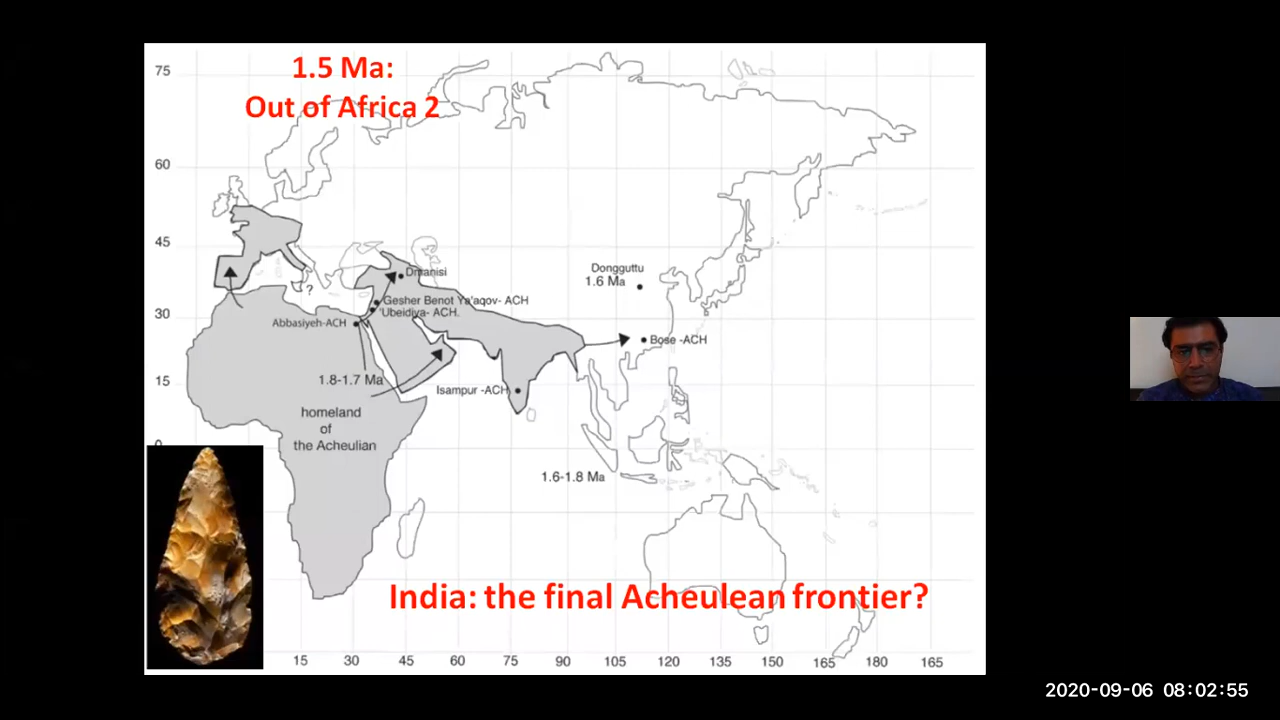 1.5 Ma:
Out of Africa 2
75
60
45
30
15
0
Dmanisi
Dongguttu
1.6 Ma
Gesher Benot Ya'aqov- ACH
'Ubeidiya- ACH.
?
Abbasiyeh-ACH
Bose -ACH
1.8-1.7 Ma
Isampur -ACH
homeland
of
the Acheulian
1.6-1.8 Ma
India: the final Acheulean frontier?
15 30 45 60 75 90 105 120 135 150 165 180 165
2020-09-06 08:02:55